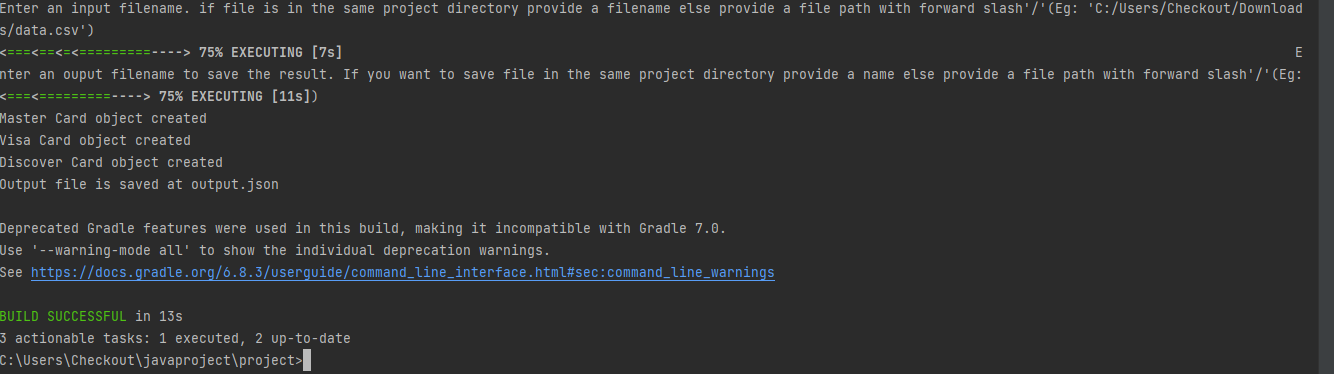 Enter an input filename. if file is in the same project directory provide a filename else provide a file path with forward slash'/'(Eg: 'C:/Users/Checkout/Download
s/data.csv')
<===<==<=<=========----> 75% EXECUTING [7s] E
nter an ouput filename to save the result. If you want to save file in the same project directory provide a name else provide a file path with forward slash'/'(Eg:
<===<=========----> 75% EXECUTING [11s])
Master Card object created
Visa Card object created
Discover Card object created
Output file is saved at output.json
Deprecated Gradle features were used in this build, making it incompatible with Gradle 7.0.
Use '--warning-mode all' to show the individual deprecation warnings.
See https://docs.gradle.org/6.8.3/userguide/command_line_interface.html#sec:command_line_warnings
BUILD SUCCESSFUL in 13s
3 actionable tasks: 1 executed, 2 up-to-date
C:\Users\Checkout\javaproject\project>